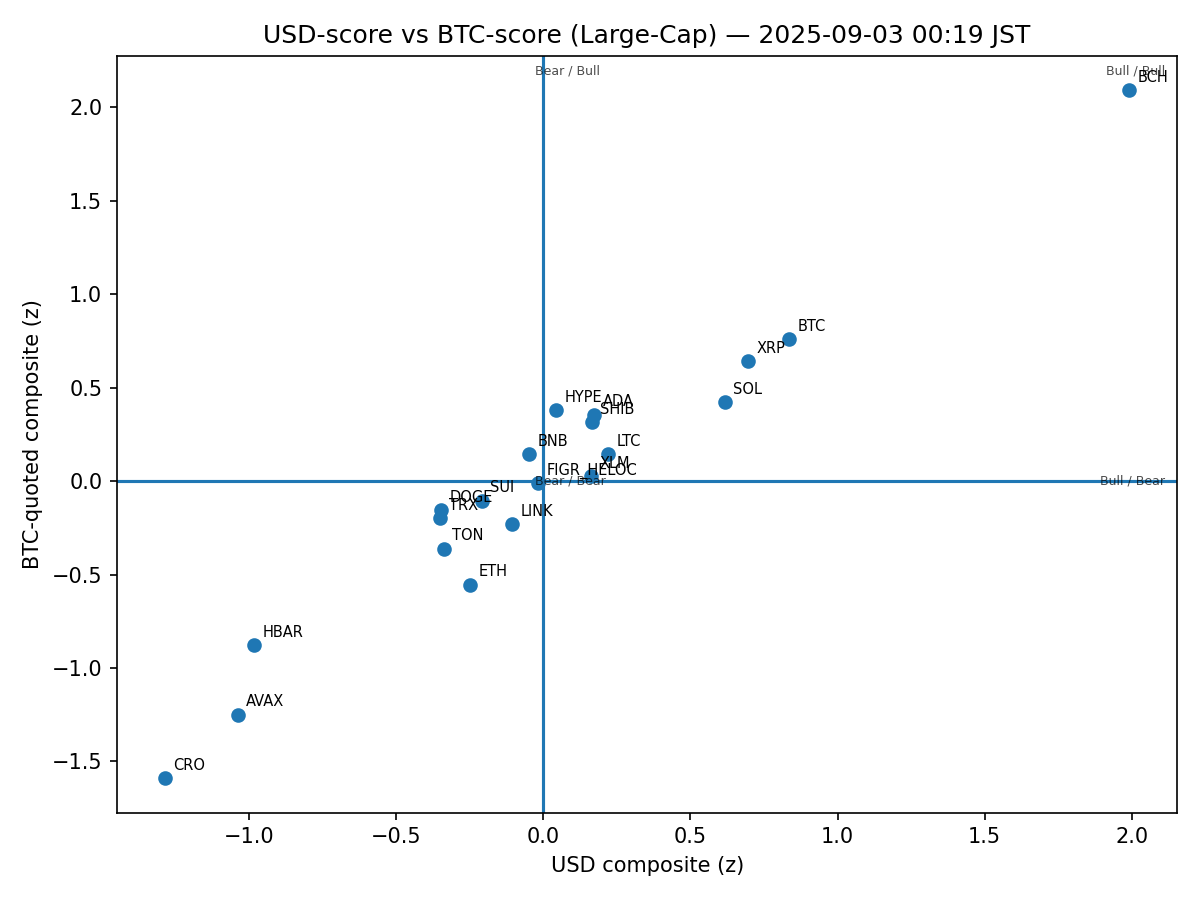 USD-score vs BTC-score (Large-Cap) — 2025-09-03 00:19 JST
Bear / Bull
Bull / Bull
BCH
2.0
1.5
1.0
0.5
0.0
−0.5
−1.0
−1.5
BTC-quoted composite (z)
BTC
XRP
SOL
HYPE
ADA
SHIB
BNB
LTC
XLM
FIGR_HELOC
Bear / Bear
Bull / Bear
SUI
DOGE
TRX
LINK
TON
ETH
HBAR
AVAX
CRO
−1.0
−0.5
0.0
0.5
1.0
1.5
2.0
USD composite (z)